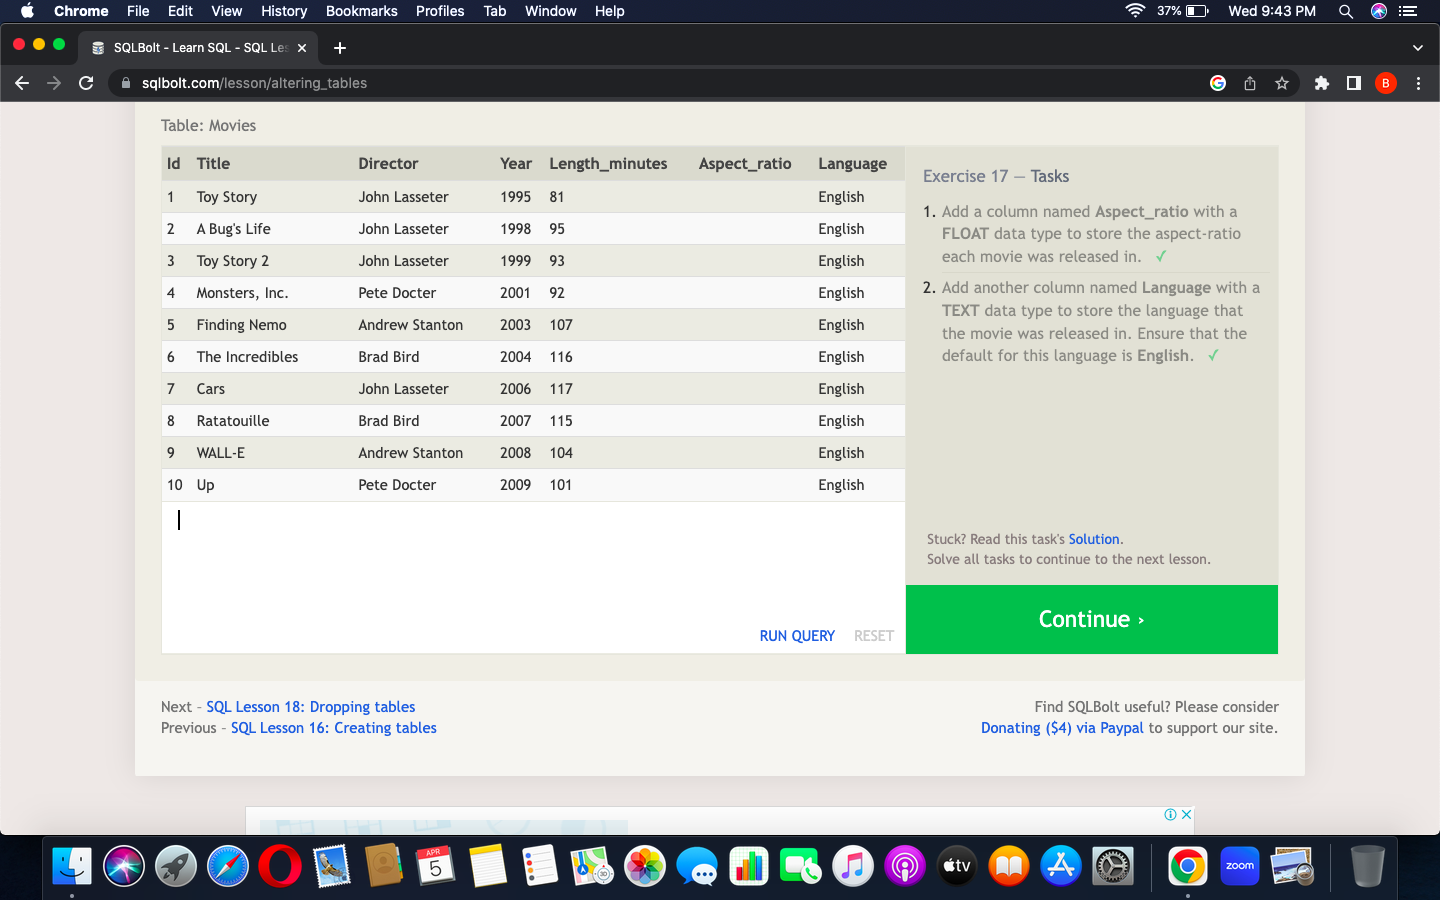 Chrome File Edit View History Bookmarks Profiles Tab Window Help 37% Wed 9:43 PM
SQLBolt - Learn SQL - SQL Les
sqlbolt.com/lesson/altering_tables B
Table: Movies
Id Title Director Year Length_minutes Aspect_ratio Language
1 Toy Story John Lasseter 1995 81 English
2 A Bug's Life John Lasseter 1998 95 English
3 Toy Story 2 John Lasseter 1999 93 English
4 Monsters, Inc. Pete Docter 2001 92 English
5 Finding Nemo Andrew Stanton 2003 107 English
6 The Incredibles Brad Bird 2004 116 English
7 Cars John Lasseter 2006 117 English
8 Ratatouille Brad Bird 2007 115 English
9 WALL-E Andrew Stanton 2008 104 English
10 Up Pete Docter 2009 101 English
RUN QUERY RESET
Exercise 17 — Tasks
1. Add a column named Aspect_ratio with a
FLOAT data type to store the aspect-ratio
each movie was released in. ✓
2. Add another column named Language with a
TEXT data type to store the language that
the movie was released in. Ensure that the
default for this language is English. ✓
Stuck? Read this task's Solution.
Solve all tasks to continue to the next lesson.
Continue ›
Next – SQL Lesson 18: Dropping tables
Previous – SQL Lesson 16: Creating tables
Find SQLBolt useful? Please consider
Donating ($4) via Paypal to support our site.
APR
5
3D
tv
zoom